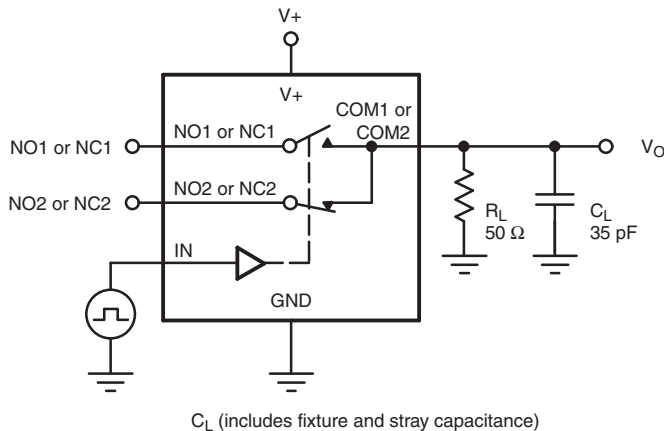 V+
V+
COM1 or
COM2
NO1 or NC1
NO1 or NC1
V_O
NO2 or NC2
NO2 or NC2
R_L
50 Ω
C_L
35 pF
IN
GND
C_L (includes fixture and stray capacitance)